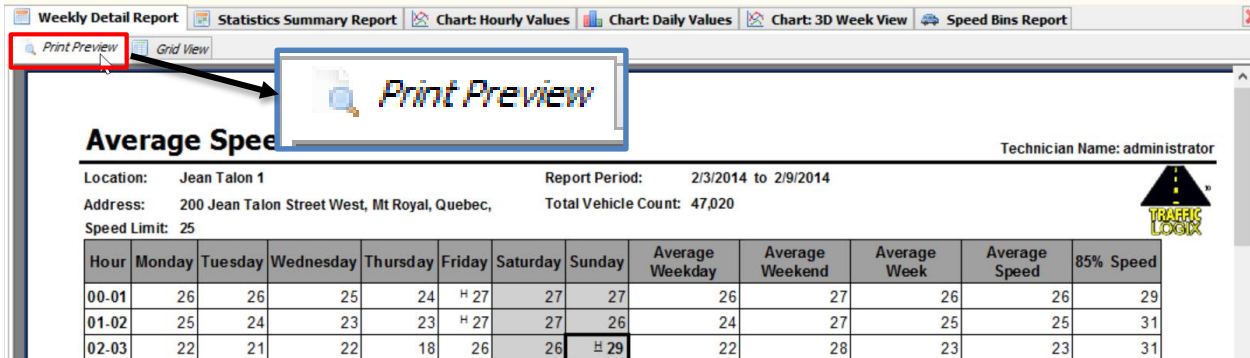 Weekly Detail Report Statistics Summary Report Chart: Hourly Values Chart: Daily Values Chart: 3D Week View Speed Bins Report
Print Preview Grid View
Print Preview
Average Spee
Technician Name: administrator
Location: Jean Talon 1 Report Period: 2/3/2014 to 2/9/2014
Address: 200 Jean Talon Street West, Mt Royal, Quebec, Total Vehicle Count: 47,020
Speed Limit: 25
TRAFFIC
LOGIX
Hour Monday Tuesday Wednesday Thursday Friday Saturday Sunday Average Weekday Average Weekend Average Week Average Speed 85% Speed
00-01 26 26 25 24 H 27 27 27 26 27 26 26 29
01-02 25 24 23 23 H 27 27 26 24 27 25 25 31
02-03 22 21 22 18 26 26 H 29 22 28 23 23 31